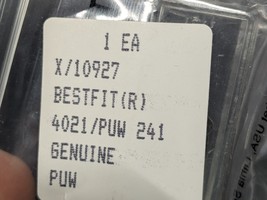 1 EA
X/10927
BESTFIT(R)
4021/PUW 241
GENUINE
PUW